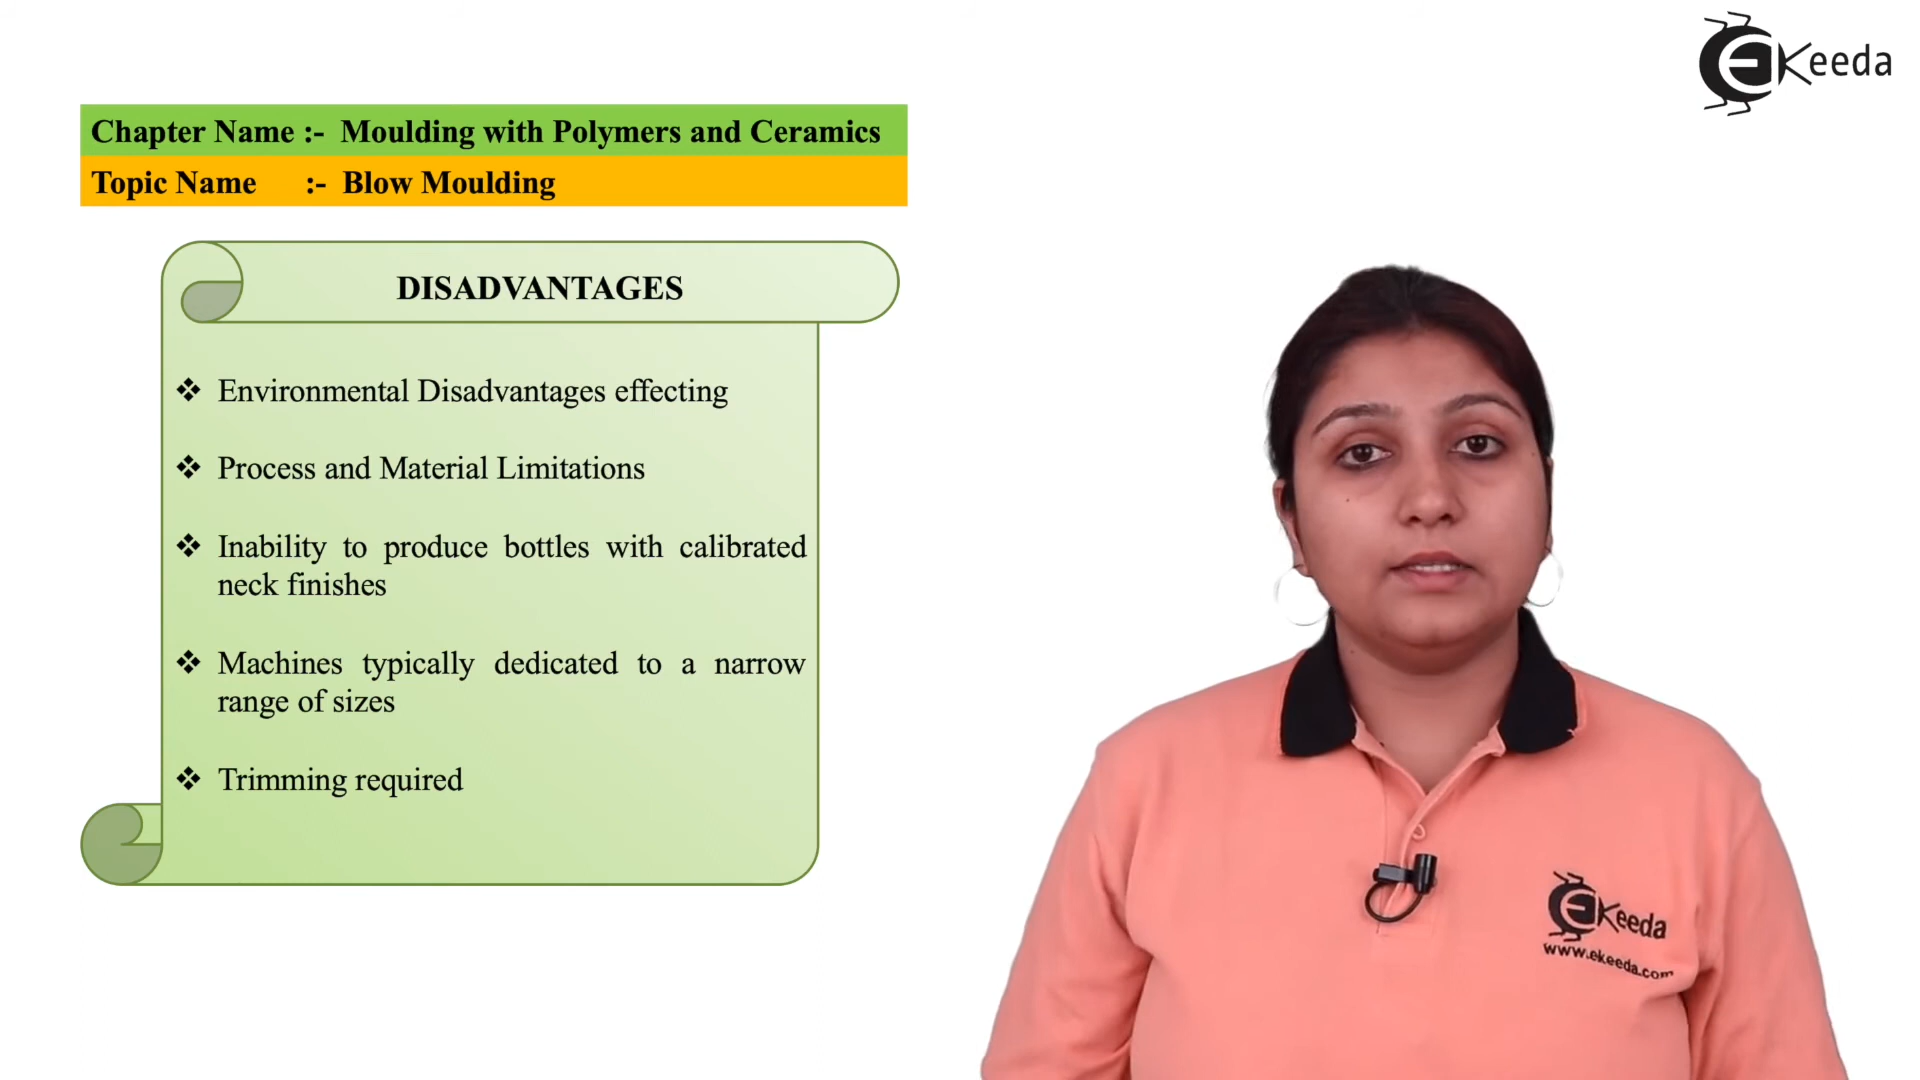 Keeda
Chapter Name :- Moulding with Polymers and Ceramics
Topic Name :- Blow Moulding
DISADVANTAGES
❖ Environmental Disadvantages effecting
❖ Process and Material Limitations
❖ Inability to produce bottles with calibrated
neck finishes
❖ Machines typically dedicated to a narrow
range of sizes
❖ Trimming required
Keeda
www.ekeeda.com